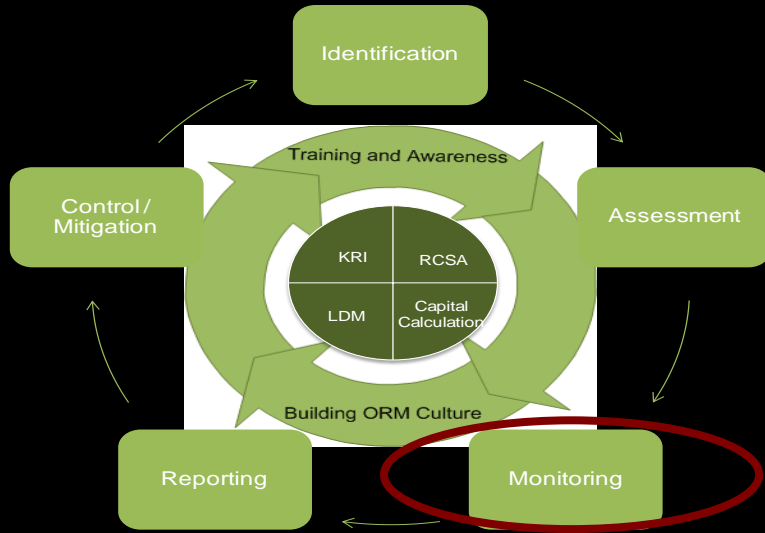 Identification
Training and Awareness
Control /
Mitigation
Assessment
KRI
RCSA
LDM
Capital
Calculation
Building ORM Culture
Reporting
Monitoring